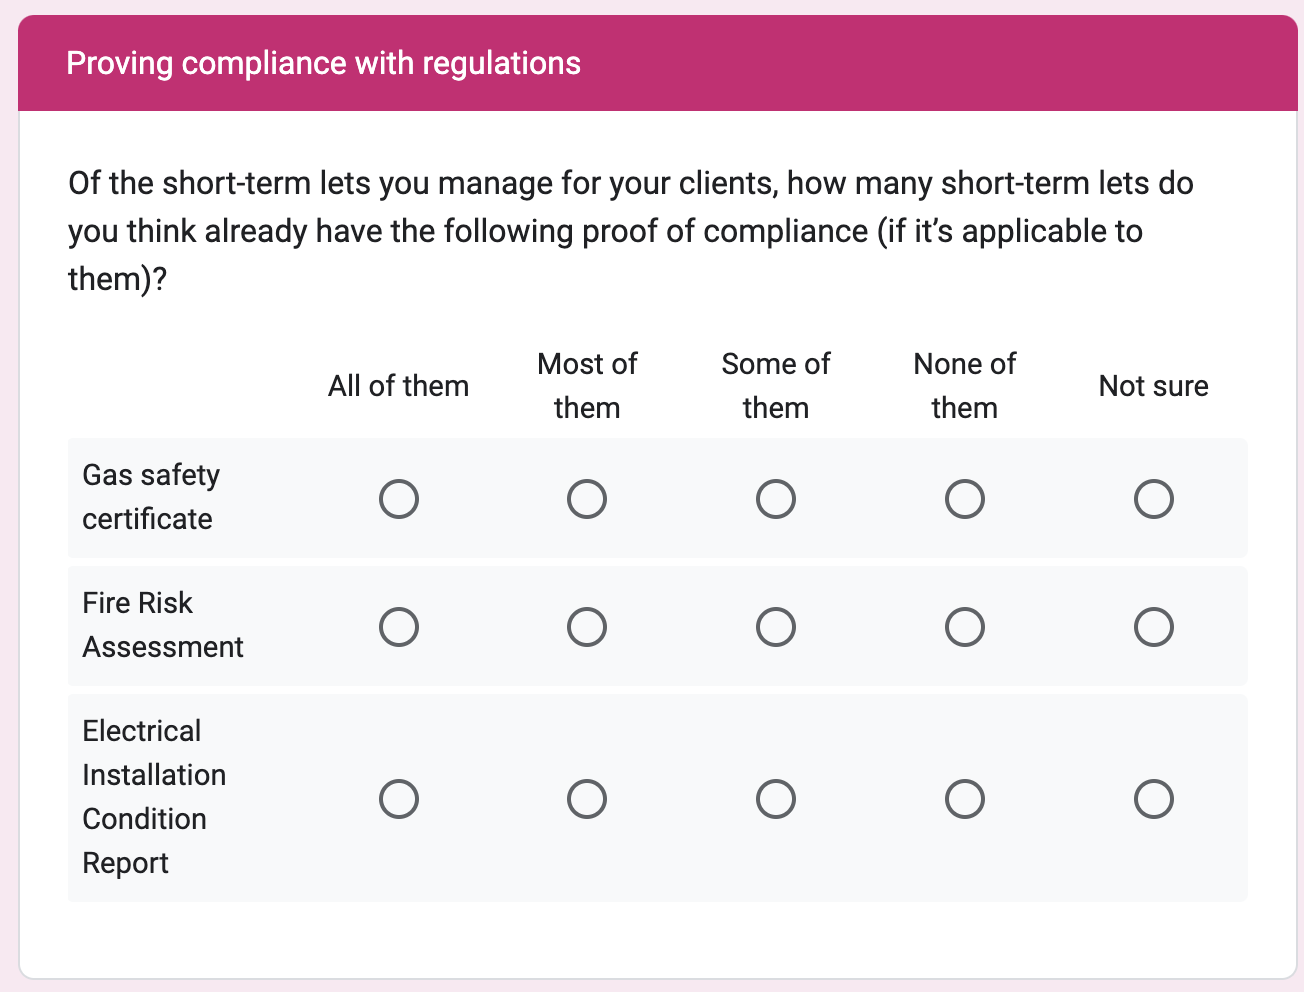 Proving compliance with regulations
Of the short-term lets you manage for your clients, how many short-term lets do
you think already have the following proof of compliance (if it’s applicable to
them)?
All of them
Most of
them
Some of
them
None of
them
Not sure
Gas safety
certificate
Fire Risk
Assessment
Electrical
Installation
Condition
Report